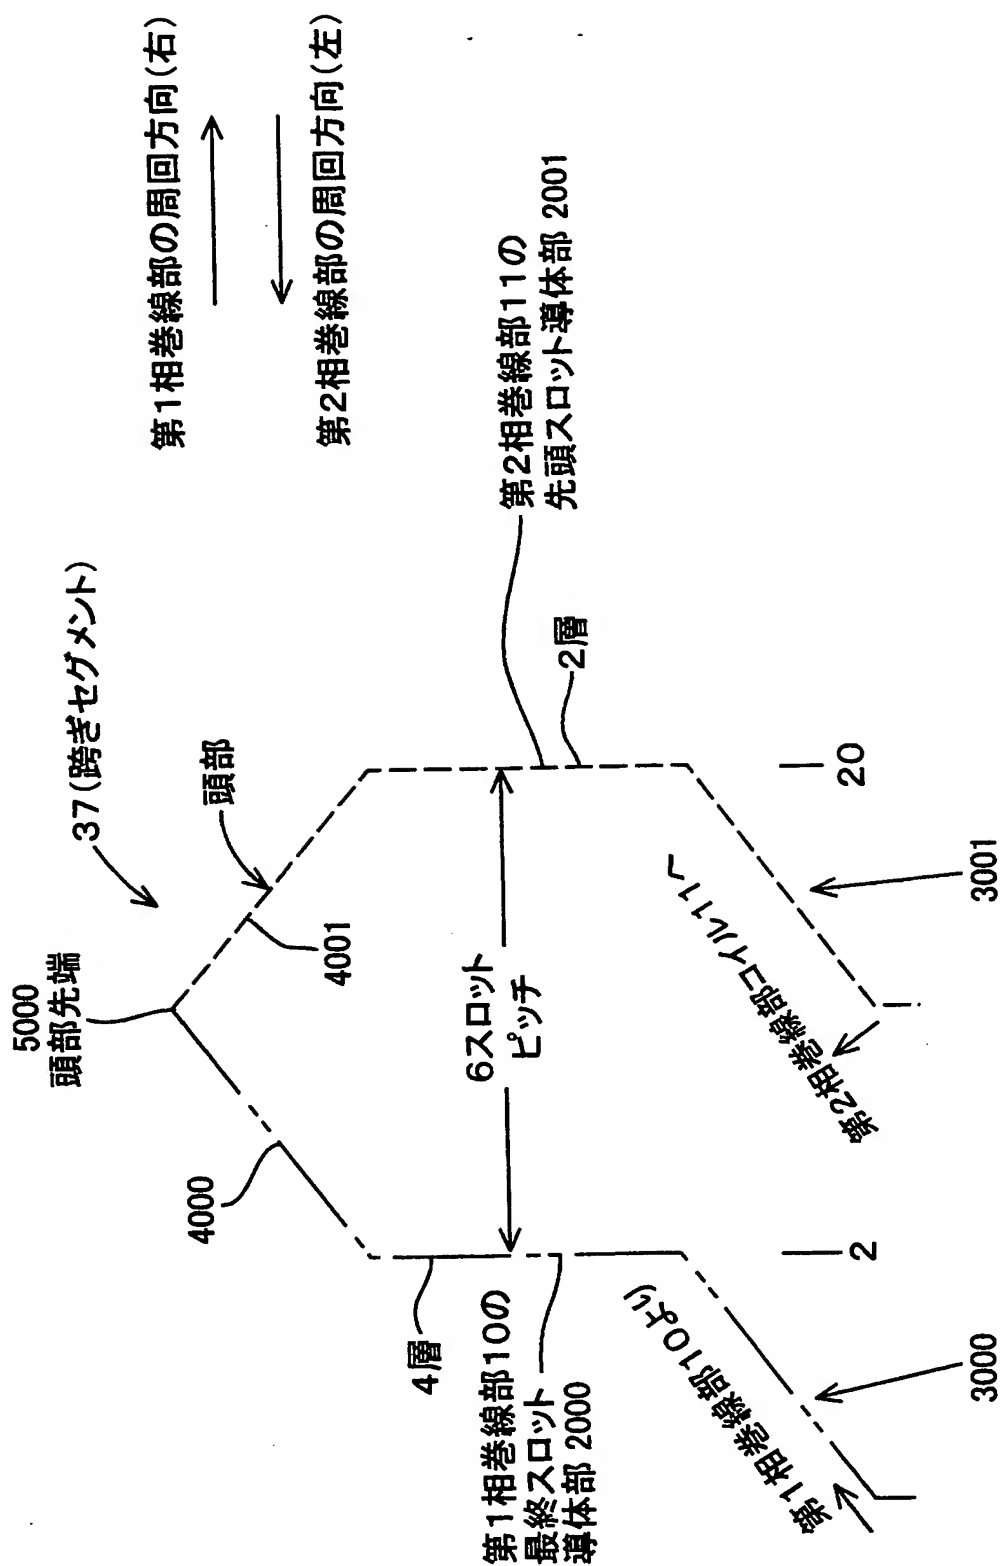 第1相巻線部の周回方向(右)
第2相巻線部の周回方向(左)
37(跨ぎセグメント)
5000
頭部先端
頭部
4001
4000
6スロット
ピッチ
第2相巻線部11の
先頭スロット導体部 2001
2層
4層
第1相巻線部10の
最終スロット
導体部 2000
20
2
第2相巻線部コイル11へ
第1相巻線部10より
3001
3000